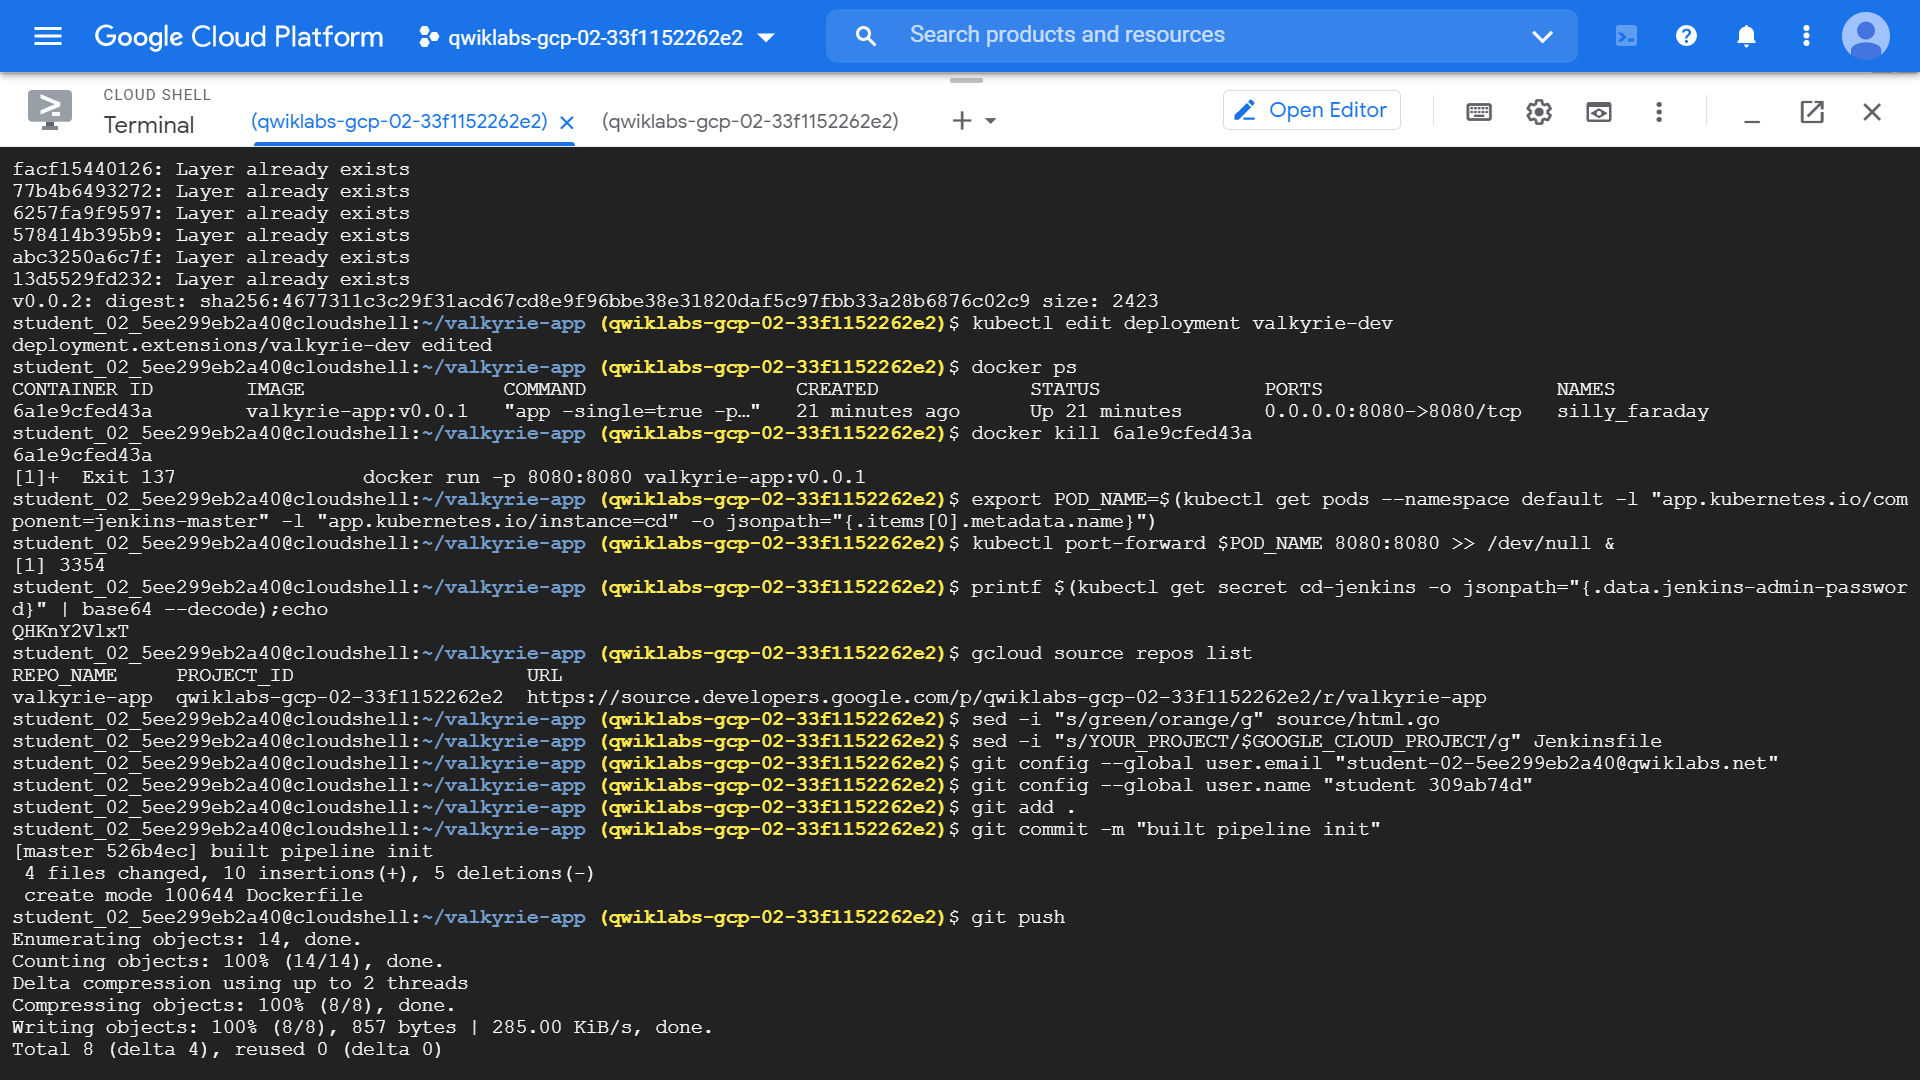 Google Cloud Platform
qwiklabs-gcp-02-33f1152262e2
Search products and resources
CLOUD SHELL
Terminal
(qwiklabs-gcp-02-33f1152262e2)
(qwiklabs-gcp-02-33f1152262e2)
Open Editor
facf15440126: Layer already exists
77b4b6493272: Layer already exists
6257fa9f9597: Layer already exists
578414b395b9: Layer already exists
abc3250a6c7f: Layer already exists
13d5529fd232: Layer already exists
v0.0.2: digest: sha256:4677311c3c29f31acd67cd8e9f96bbe38e31820daf5c97fbb33a28b6876c02c9 size: 2423
student_02_5ee299eb2a40@cloudshell:~/valkyrie-app (qwiklabs-gcp-02-33f1152262e2)$ kubectl edit deployment valkyrie-dev
deployment.extensions/valkyrie-dev edited
student_02_5ee299eb2a40@cloudshell:~/valkyrie-app (qwiklabs-gcp-02-33f1152262e2)$ docker ps
CONTAINER ID        IMAGE                 COMMAND                  CREATED             STATUS              PORTS                    NAMES
6a1e9cfed43a        valkyrie-app:v0.0.1   "app -single=true -p…"   21 minutes ago      Up 21 minutes       0.0.0.0:8080->8080/tcp   silly_faraday
student_02_5ee299eb2a40@cloudshell:~/valkyrie-app (qwiklabs-gcp-02-33f1152262e2)$ docker kill 6a1e9cfed43a
6a1e9cfed43a
[1]+  Exit 137                docker run -p 8080:8080 valkyrie-app:v0.0.1
student_02_5ee299eb2a40@cloudshell:~/valkyrie-app (qwiklabs-gcp-02-33f1152262e2)$ export POD_NAME=$(kubectl get pods --namespace default -l "app.kubernetes.io/com
ponent=jenkins-master" -l "app.kubernetes.io/instance=cd" -o jsonpath="{.items[0].metadata.name}")
student_02_5ee299eb2a40@cloudshell:~/valkyrie-app (qwiklabs-gcp-02-33f1152262e2)$ kubectl port-forward $POD_NAME 8080:8080 >> /dev/null &
[1] 3354
student_02_5ee299eb2a40@cloudshell:~/valkyrie-app (qwiklabs-gcp-02-33f1152262e2)$ printf $(kubectl get secret cd-jenkins -o jsonpath="{.data.jenkins-admin-passwor
d}" | base64 --decode);echo
QHKnY2VlxT
student_02_5ee299eb2a40@cloudshell:~/valkyrie-app (qwiklabs-gcp-02-33f1152262e2)$ gcloud source repos list
REPO_NAME     PROJECT_ID                    URL
valkyrie-app  qwiklabs-gcp-02-33f1152262e2  https://source.developers.google.com/p/qwiklabs-gcp-02-33f1152262e2/r/valkyrie-app
student_02_5ee299eb2a40@cloudshell:~/valkyrie-app (qwiklabs-gcp-02-33f1152262e2)$ sed -i "s/green/orange/g" source/html.go
student_02_5ee299eb2a40@cloudshell:~/valkyrie-app (qwiklabs-gcp-02-33f1152262e2)$ sed -i "s/YOUR_PROJECT/$GOOGLE_CLOUD_PROJECT/g" Jenkinsfile
student_02_5ee299eb2a40@cloudshell:~/valkyrie-app (qwiklabs-gcp-02-33f1152262e2)$ git config --global user.email "student-02-5ee299eb2a40@qwiklabs.net"
student_02_5ee299eb2a40@cloudshell:~/valkyrie-app (qwiklabs-gcp-02-33f1152262e2)$ git config --global user.name "student 309ab74d"
student_02_5ee299eb2a40@cloudshell:~/valkyrie-app (qwiklabs-gcp-02-33f1152262e2)$ git add .
student_02_5ee299eb2a40@cloudshell:~/valkyrie-app (qwiklabs-gcp-02-33f1152262e2)$ git commit -m "built pipeline init"
[master 526b4ec] built pipeline init
 4 files changed, 10 insertions(+), 5 deletions(-)
 create mode 100644 Dockerfile
student_02_5ee299eb2a40@cloudshell:~/valkyrie-app (qwiklabs-gcp-02-33f1152262e2)$ git push
Enumerating objects: 14, done.
Counting objects: 100% (14/14), done.
Delta compression using up to 2 threads
Compressing objects: 100% (8/8), done.
Writing objects: 100% (8/8), 857 bytes | 285.00 KiB/s, done.
Total 8 (delta 4), reused 0 (delta 0)